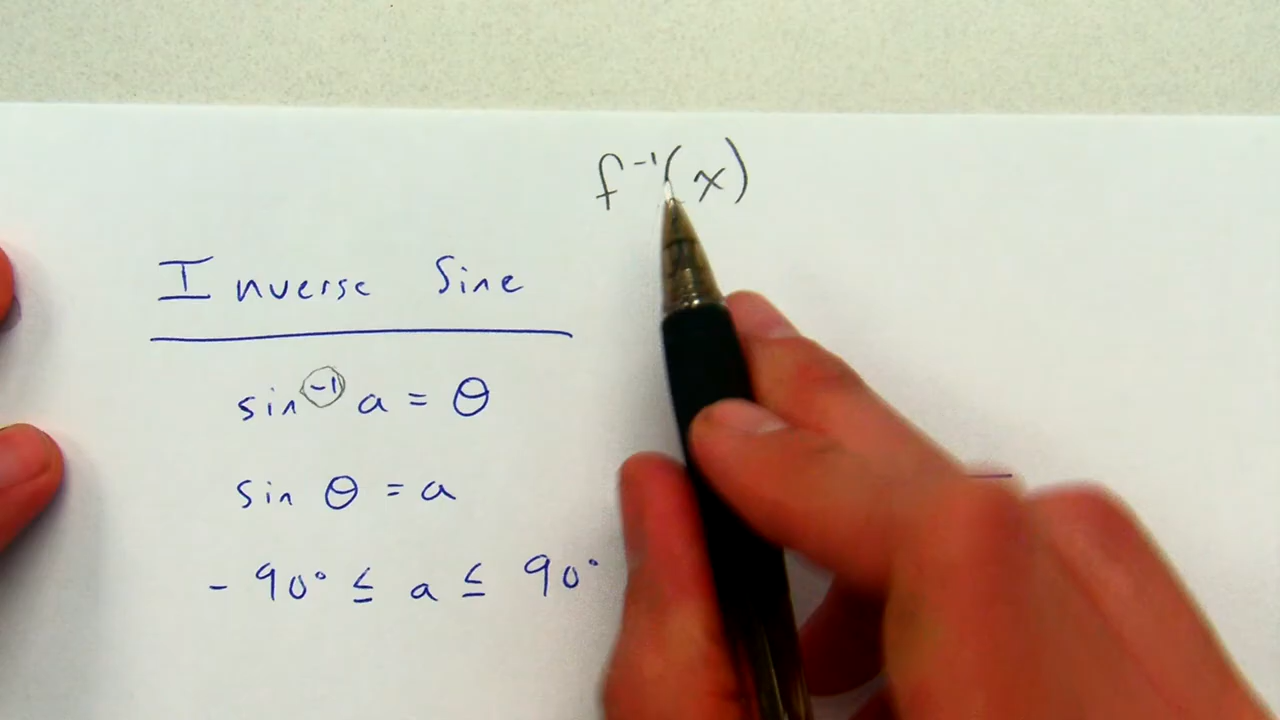 f⁻¹(x)
Inverse Sine
sin⁻¹ a = θ
sin θ = a
- 90° ≤ a ≤ 90°